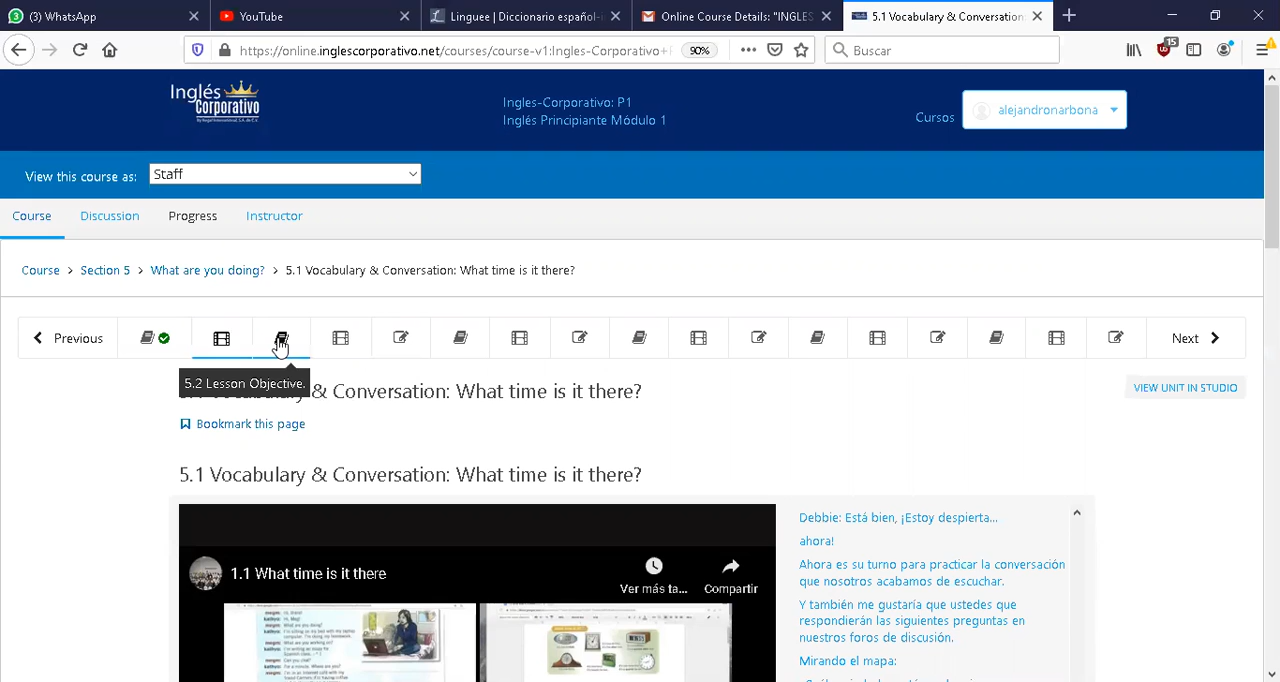 (3) WhatsApp
YouTube
Linguee | Diccionario español-i
Online Course Details: "INGLES
5.1 Vocabulary & Conversation:
https://online.inglescorporativo.net/courses/course-v1:Ingles-Corporativo+
90%
Buscar
15
Inglés
Corporativo
Ingles-Corporativo: P1
Inglés Principiante Módulo 1
Cursos
alejandronarbona
View this course as:
Staff
Course
Discussion
Progress
Instructor
Course > Section 5 > What are you doing? > 5.1 Vocabulary & Conversation: What time is it there?
Previous
Next
5.2 Lesson Objective.
5.1 Vocabulary & Conversation: What time is it there?
VIEW UNIT IN STUDIO
Bookmark this page
5.1 Vocabulary & Conversation: What time is it there?
1.1 What time is it there
Ver más ta...
Compartir
Debbie: Está bien, ¡Estoy despierta...
ahora!
Ahora es su turno para practicar la conversación
que nosotros acabamos de escuchar.
Y también me gustaría que ustedes que
respondierán las siguientes preguntas en
nuestros foros de discusión.
Mirando el mapa: